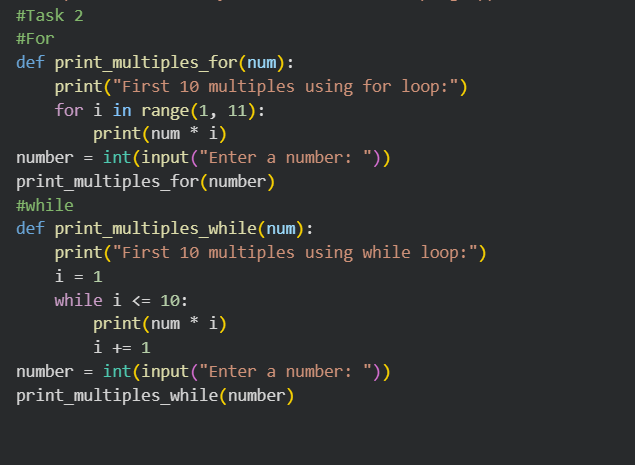 #Task 2
#For
def print_multiples_for(num):
    print("First 10 multiples using for loop:")
    for i in range(1, 11):
        print(num * i)
number = int(input("Enter a number: "))
print_multiples_for(number)
#while
def print_multiples_while(num):
    print("First 10 multiples using while loop:")
    i = 1
    while i <= 10:
        print(num * i)
        i += 1
number = int(input("Enter a number: "))
print_multiples_while(number)